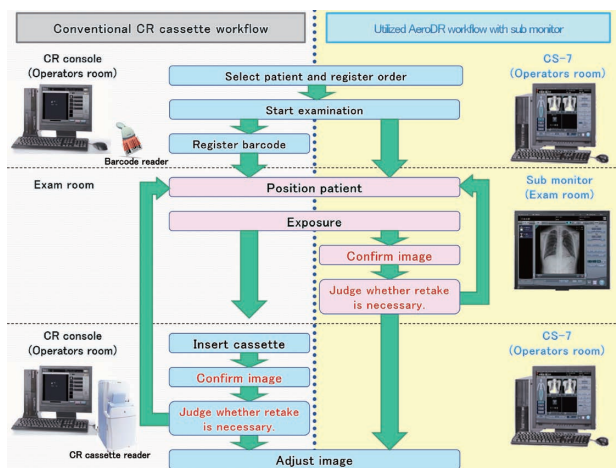 Conventional CR cassette workflow
Utilized AeroDR workflow with sub monitor
CR console
(Operators room)
CS-7
(Operators room)
Select patient and register order
Start examination
Register barcode
Barcode reader
Exam room
Position patient
Sub monitor
(Exam room)
Exposure
Confirm image
Judge whether retake
is necessary.
CR console
(Operators room)
CS-7
(Operators room)
Insert cassette
Confirm image
Judge whether retake
is necessary.
CR cassette reader
Adjust image